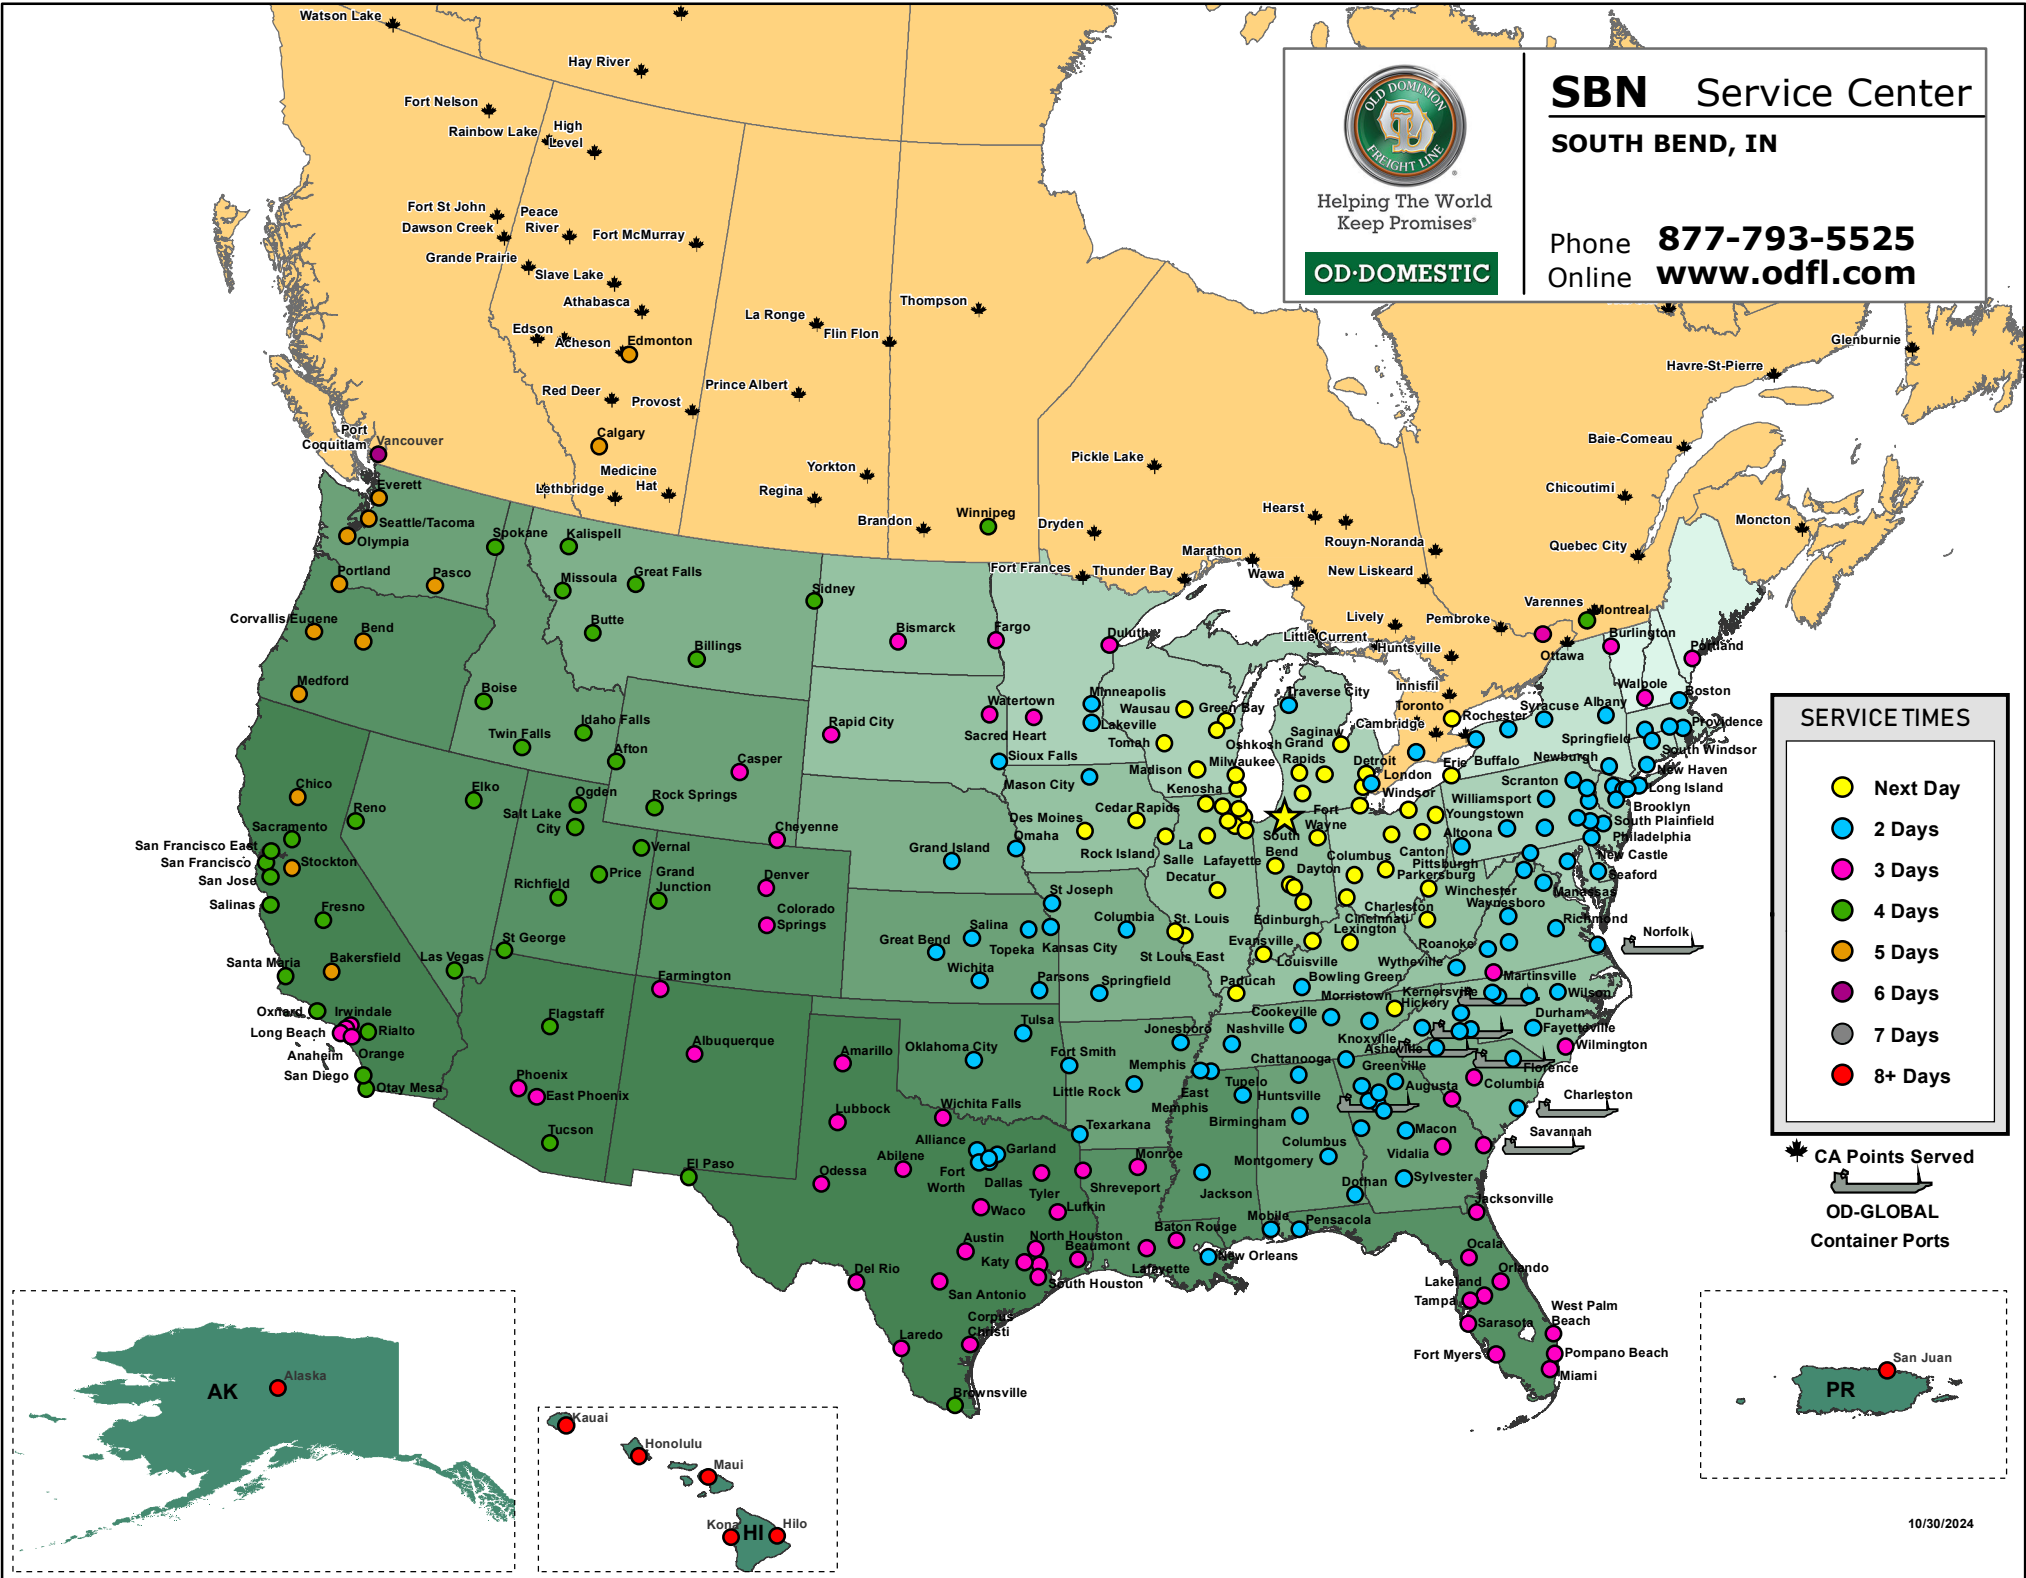 Watson Lake
Hay River
Fort Nelson
Rainbow Lake
High
Level
Fort St John
Dawson Creek
Peace
River
Fort McMurray
Grande Prairie
Slave Lake
Athabasca
Edson
Acheson
Edmonton
La Ronge
Flin Flon
Thompson
Red Deer
Provost
Prince Albert
Port
Coquitlam
Vancouver
Calgary
Medicine
Hat
Lethbridge
Yorkton
Regina
Brandon
Winnipeg
Dryden
Pickle Lake
Fort Frances
Thunder Bay
Marathon
Wawa
Hearst
Rouyn-Noranda
New Liskeard
Lively
Little Current
Pembroke
Huntsville
Innisfil
Toronto
Cambridge
London
Windsor
Varennes
Montreal
Ottawa
Quebec City
Chicoutimi
Baie-Comeau
Havre-St-Pierre
Glenburnie
Moncton
OLD DOMINION
FREIGHT LINE
Helping The World
Keep Promises®
OD·DOMESTIC
SBN Service Center
SOUTH BEND, IN
Phone 877-793-5525
Online www.odfl.com
Everett
Seattle/Tacoma
Olympia
Spokane
Portland
Pasco
Corvallis/Eugene
Bend
Medford
Kalispell
Missoula
Great Falls
Butte
Billings
Sidney
Boise
Idaho Falls
Twin Falls
Afton
Casper
Rock Springs
Cheyenne
Chico
Reno
Elko
Ogden
Salt Lake
City
Vernal
Price
Richfield
St George
Grand
Junction
Denver
Colorado
Springs
Sacramento
San Francisco East
San Francisco
San Jose
Stockton
Salinas
Fresno
Santa Maria
Bakersfield
Las Vegas
Oxnard
Irwindale
Long Beach
Rialto
Anaheim
Orange
San Diego
Otay Mesa
Flagstaff
Phoenix
East Phoenix
Tucson
Farmington
Albuquerque
El Paso
Bismarck
Fargo
Duluth
Rapid City
Watertown
Sacred Heart
Sioux Falls
Minneapolis
Lakeville
Mason City
Des Moines
Cedar Rapids
Omaha
Grand Island
Rock Island
St Joseph
Salina
Topeka
Kansas City
Great Bend
Wichita
Parsons
Columbia
Springfield
St. Louis
St Louis East
Wausau
Green Bay
Tomah
Oshkosh
Madison
Milwaukee
Kenosha
La
Salle
Decatur
Lafayette
South
Bend
Fort
Wayne
Traverse City
Saginaw
Grand
Rapids
Detroit
Edinburgh
Evansville
Louisville
Paducah
Bowling Green
Lexington
Cincinnati
Dayton
Columbus
Canton
Youngstown
Erie
Buffalo
Rochester
Syracuse
Albany
Burlington
Portland
Walpole
Boston
Providence
Springfield
South Windsor
Newburgh
New Haven
Long Island
Brooklyn
South Plainfield
Philadelphia
New Castle
Seaford
Scranton
Williamsport
Altoona
Pittsburgh
Parkersburg
Charleston
Winchester
Manassas
Waynesboro
Richmond
Norfolk
Roanoke
Wytheville
Martinsville
Kernersville
Wilson
Durham
Fayetteville
Wilmington
Hickory
Morristown
Cookeville
Nashville
Knoxville
Asheville
Chattanooga
Greenville
Florence
Columbia
Charleston
Savannah
Augusta
Macon
Vidalia
Sylvester
Columbus
Montgomery
Dothan
Birmingham
Huntsville
Tupelo
Memphis
East
Memphis
Jonesboro
Little Rock
Fort Smith
Tulsa
Oklahoma City
Amarillo
Lubbock
Wichita Falls
Texarkana
Alliance
Garland
Abilene
Fort
Worth
Dallas
Odessa
Tyler
Shreveport
Monroe
Jackson
Waco
Lufkin
Austin
North Houston
Katy
Beaumont
South Houston
San Antonio
Del Rio
Corpus
Christi
Laredo
Brownsville
Lafayette
Baton Rouge
New Orleans
Mobile
Pensacola
Jacksonville
Ocala
Orlando
Lakeland
Tampa
Sarasota
Fort Myers
West Palm
Beach
Pompano Beach
Miami
SERVICE TIMES
Next Day
2 Days
3 Days
4 Days
5 Days
6 Days
7 Days
8+ Days
CA Points Served
OD-GLOBAL
Container Ports
AK
Alaska
Kauai
Honolulu
Maui
Kona
HI
Hilo
San Juan
PR
10/30/2024